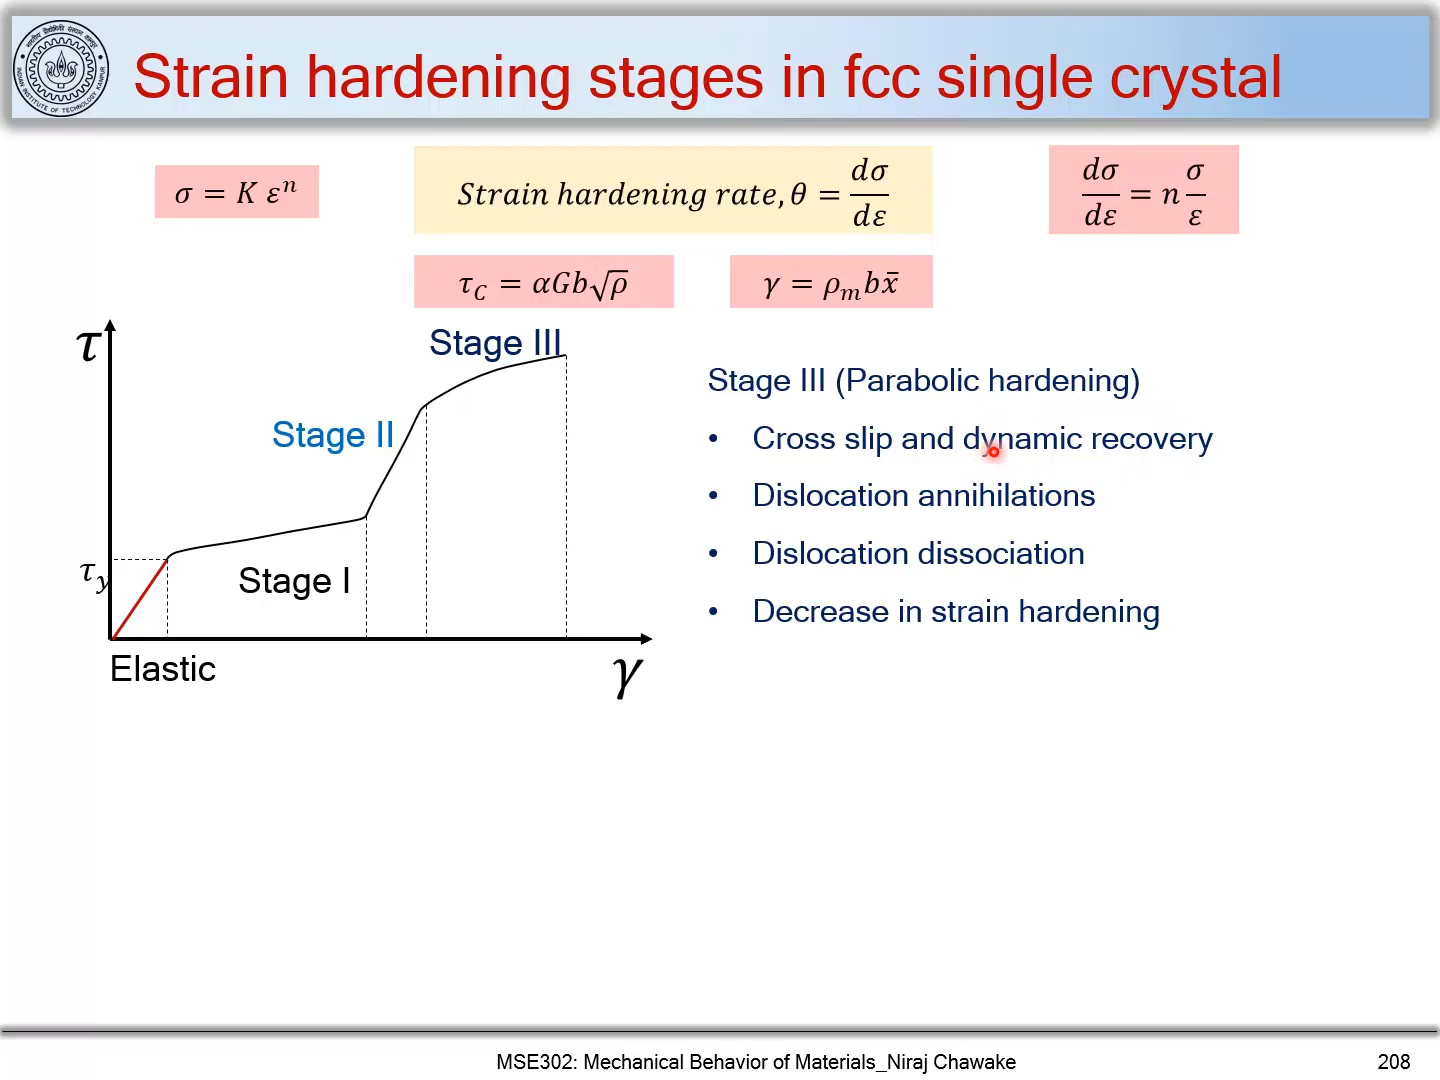 Strain hardening stages in fcc single crystal
σ = K εⁿ
Strain hardening rate, θ = dσ/dε
dσ/dε = n σ/ε
τ_C = αGb√ρ
γ = ρ_m b x̄
τ
Stage III
Stage II
τ_y
Stage I
Elastic
γ
Stage III (Parabolic hardening)
• Cross slip and dynamic recovery
• Dislocation annihilations
• Dislocation dissociation
• Decrease in strain hardening
MSE302: Mechanical Behavior of Materials_Niraj Chawake
208